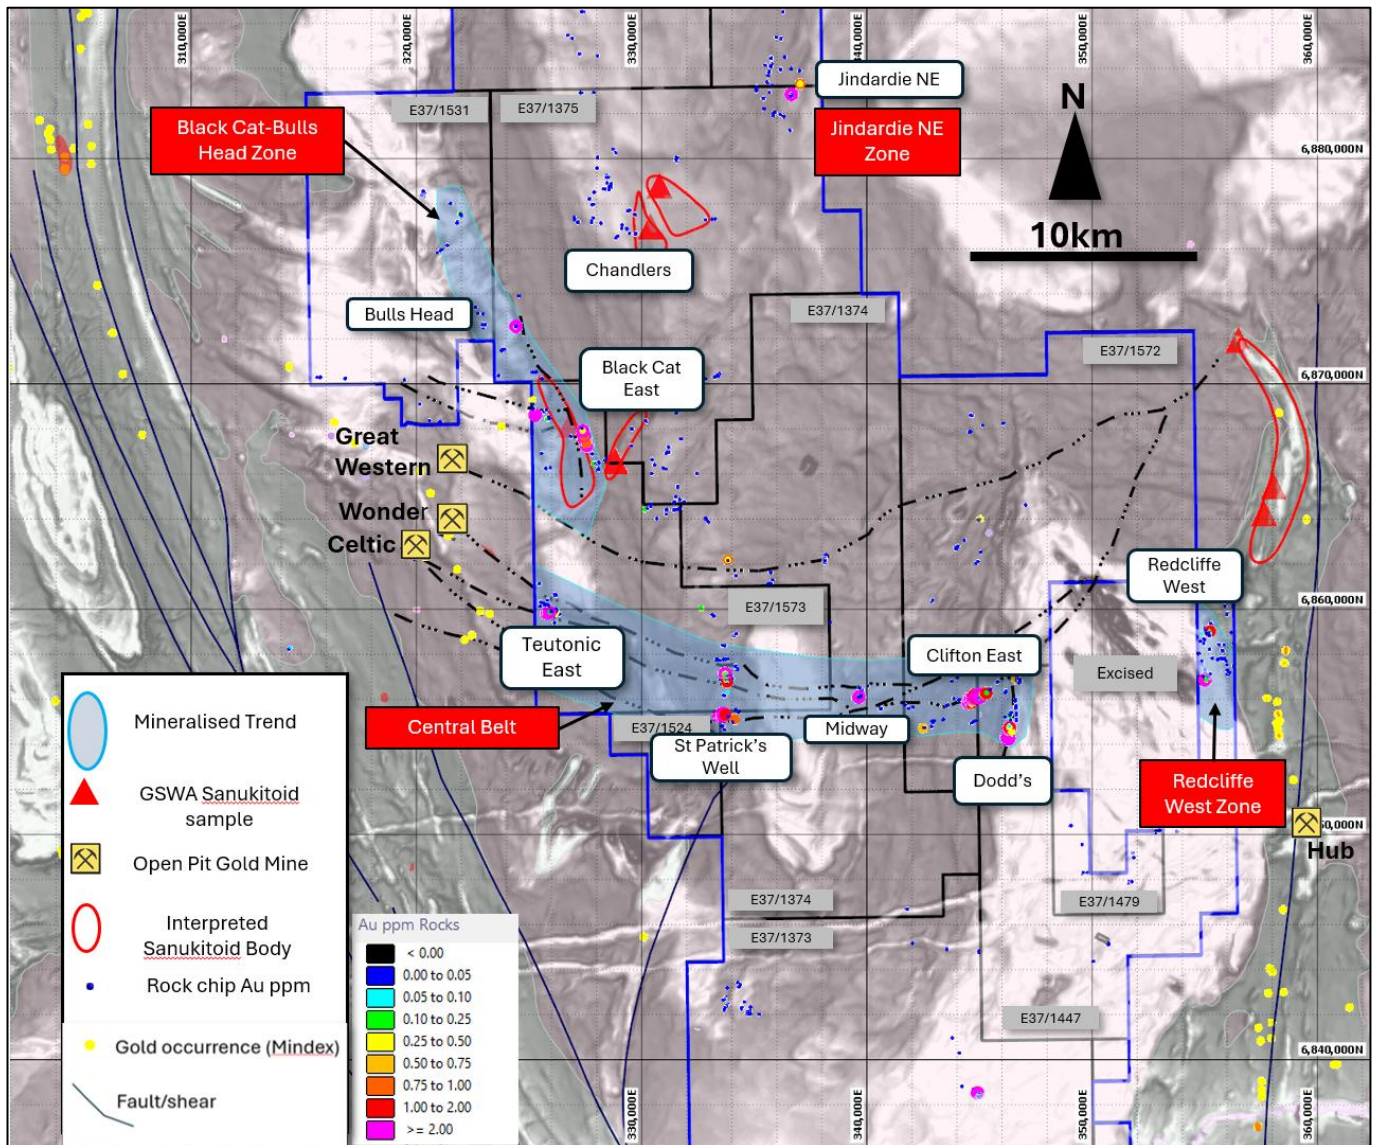 310,000E
320,000E
330,000E
340,000E
350,000E
360,000E
E37/1531
E37/1375
Jindardie NE
Black Cat-Bulls
Head Zone
Jindardie NE
Zone
N
6,880,000N
10km
Chandlers
Bulls Head
E37/1374
E37/1572
Black Cat
East
6,870,000N
Great
Western
Wonder
Celtic
Redcliffe
West
E37/1573
6,860,000N
Teutonic
East
Clifton East
Excised
Mineralised Trend
Central Belt
E37/1524
Midway
St Patrick's
Well
Dodd's
Redcliffe
West Zone
GSWA Sanukitoid
sample
50,000N
Hub
Open Pit Gold Mine
E37/1374
E37/1479
Interpreted
Sanukitoid Body
Au ppm Rocks
E37/1373
< 0.00
0.00 to 0.05
0.05 to 0.10
0.10 to 0.25
0.25 to 0.50
0.50 to 0.75
0.75 to 1.00
1.00 to 2.00
>= 2.00
Rock chip Au ppm
E37/1447
Gold occurrence (Mindex)
6,840,000N
Fault/shear
330,000E
340,000E
350,000E
360,000E